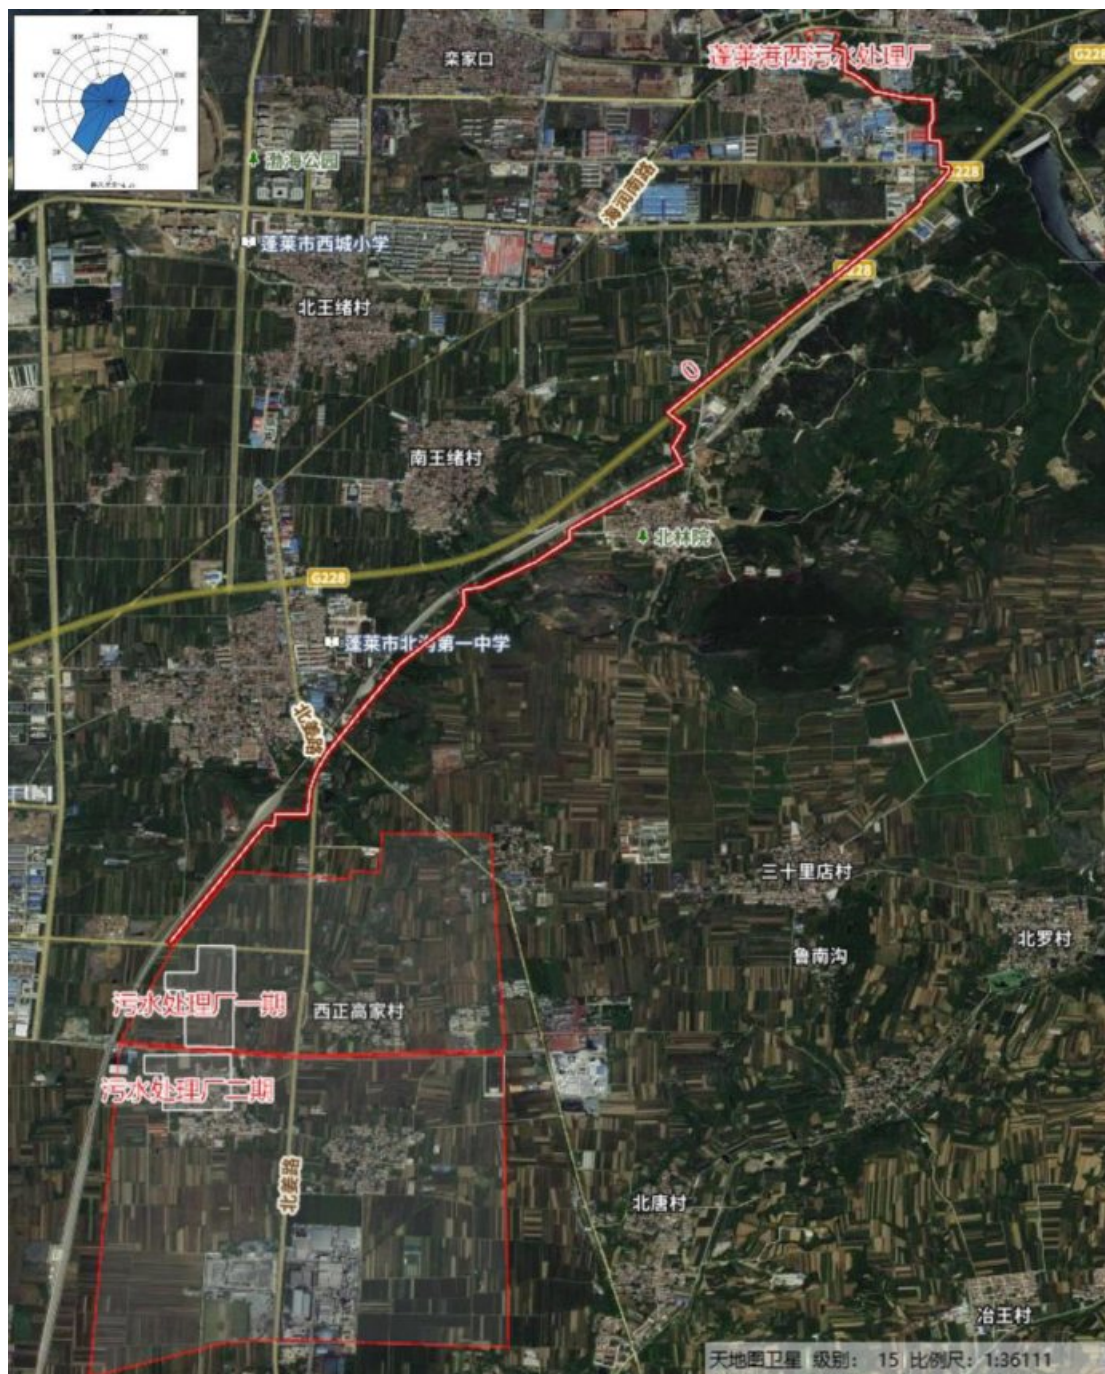 栾家口
蓬莱港西污水处理厂
G228
渤海公园
海润南路
G228
蓬莱市西城小学
G228
北王绪村
南王绪村
北林院
G228
蓬莱市北沟第一中学
三十里店村
北罗村
鲁南沟
污水处理厂一期
西正高家村
污水处理厂二期
北姜路
北唐村
冶王村
天地图卫星 级别: 15 比例尺: 1:36111